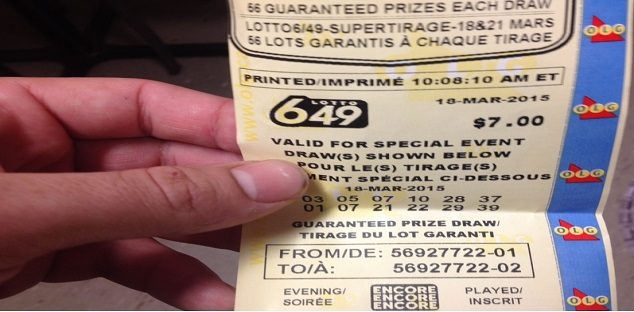 66 GUARANTEED PRIZES EACH DRAW
LOTTO6/49-SUPERTIRAGE-18&21 MARS
66 LOTS GARANTIS À CHAQUE TIRAGE
PRINTED/IMPRIMÉ 10:08:10 AM ET
LOTTO
649
18-MAR-2015
$7.00
VALID FOR SPECIAL EVENT
DRAW(S) SHOWN BELOW
POUR LE(S) TIRAGE(S)
MENT SPÉCIAL CI-DESSOUS
18-MAR-2015
03 05 07 10 28 37
01 07 21 22 29 39
GUARANTEED PRIZE DRAW/
TIRAGE DU LOT GARANTI
FROM/DE: 56927722-01
TO/À: 56927722-02
EVENING/
SOIRÉE
ENCORE
ENCORE
ENCORE
PLAYED/
INSCRIT
OLG
OLG
OLG
OLG
OLG